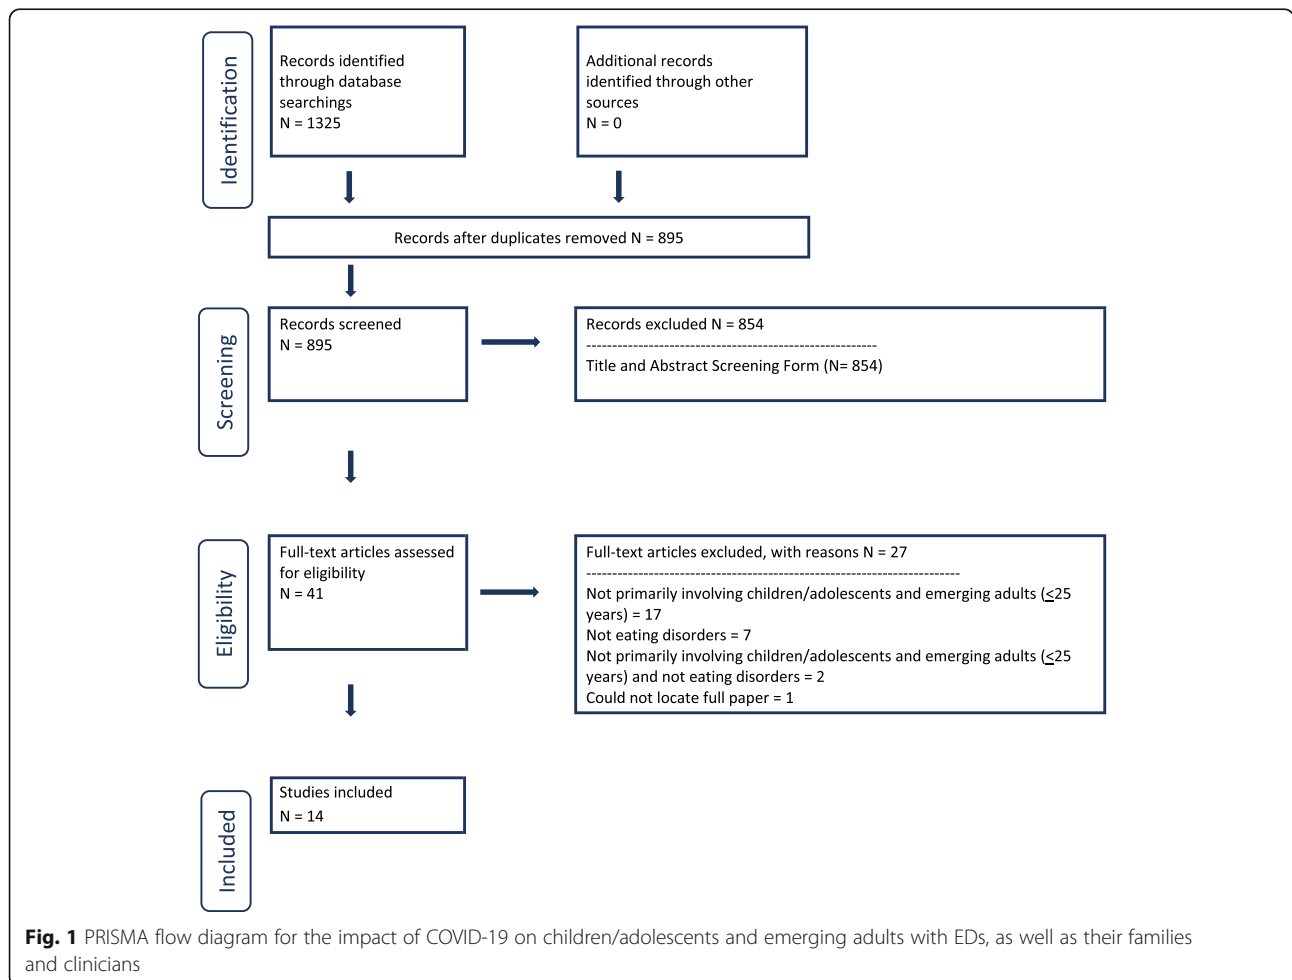 Identification
Records identified
through database
searchings
N = 1325
Additional records
identified through other
sources
N = 0
Records after duplicates removed N = 895
Screening
Records screened
N = 895
Records excluded N = 854
--------------------------------------------------------
Title and Abstract Screening Form (N= 854)
Eligibility
Full-text articles assessed
for eligibility
N = 41
Full-text articles excluded, with reasons N = 27
------------------------------------------------------------------------
Not primarily involving children/adolescents and emerging adults (≤25
years) = 17
Not eating disorders = 7
Not primarily involving children/adolescents and emerging adults (≤25
years) and not eating disorders = 2
Could not locate full paper = 1
Included
Studies included
N = 14
Fig. 1 PRISMA flow diagram for the impact of COVID-19 on children/adolescents and emerging adults with EDs, as well as their families
and clinicians